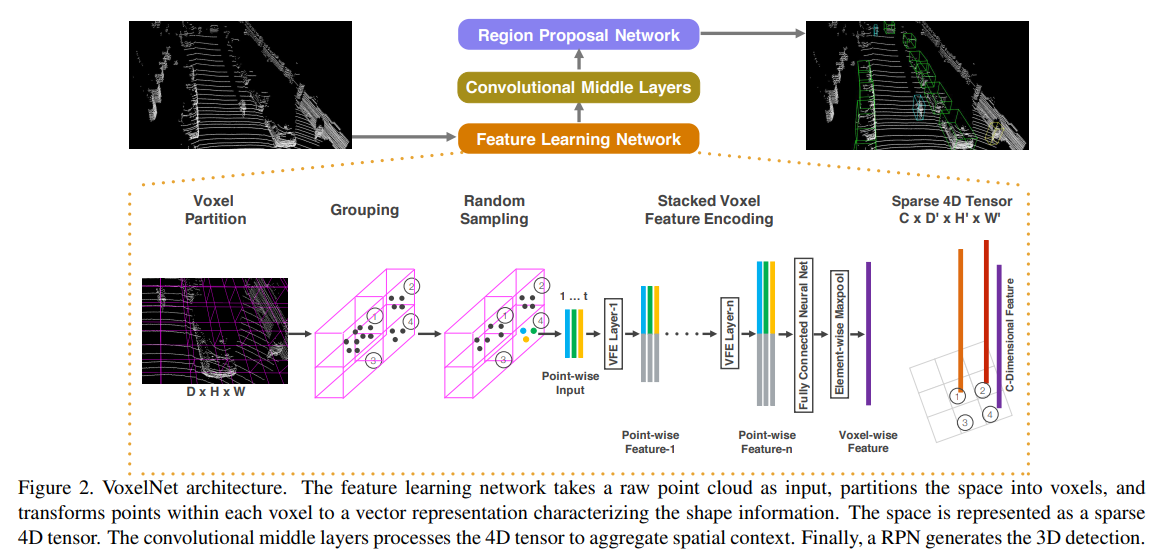 Region Proposal Network
Convolutional Middle Layers
Feature Learning Network
Voxel
Partition
Grouping
Random
Sampling
Stacked Voxel
Feature Encoding
Sparse 4D Tensor
C x D' x H' x W'
D x H x W
1
2
3
4
1
2
3
4
1 ... t
Point-wise
Input
VFE Layer-1
Point-wise
Feature-1
VFE Layer-n
Point-wise
Feature-n
Fully Connected Neural Net
Element-wise Maxpool
Voxel-wise
Feature
C-Dimensional Feature
1
2
3
4
Figure 2. VoxelNet architecture. The feature learning network takes a raw point cloud as input, partitions the space into voxels, and
transforms points within each voxel to a vector representation characterizing the shape information. The space is represented as a sparse
4D tensor. The convolutional middle layers processes the 4D tensor to aggregate spatial context. Finally, a RPN generates the 3D detection.